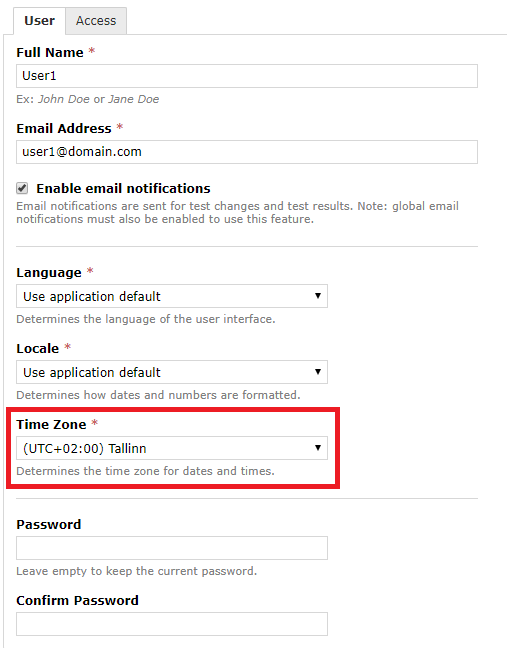 User Access
Full Name *
User1
Ex: John Doe or Jane Doe
Email Address *
user1@domain.com
Enable email notifications
Email notifications are sent for test changes and test results. Note: global email
notifications must also be enabled to use this feature.
Language *
Use application default
Determines the language of the user interface.
Locale *
Use application default
Determines how dates and numbers are formatted.
Time Zone *
(UTC+02:00) Tallinn
Determines the time zone for dates and times.
Password
Leave empty to keep the current password.
Confirm Password